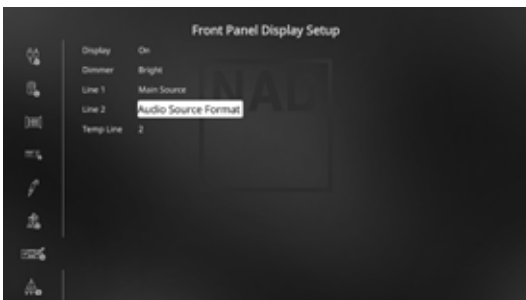 Front Panel Display Setup
Display On
Dimmer Bright
Line 1 Main Source
Line 2 Audio Source Format
Temp Line 2
NAD